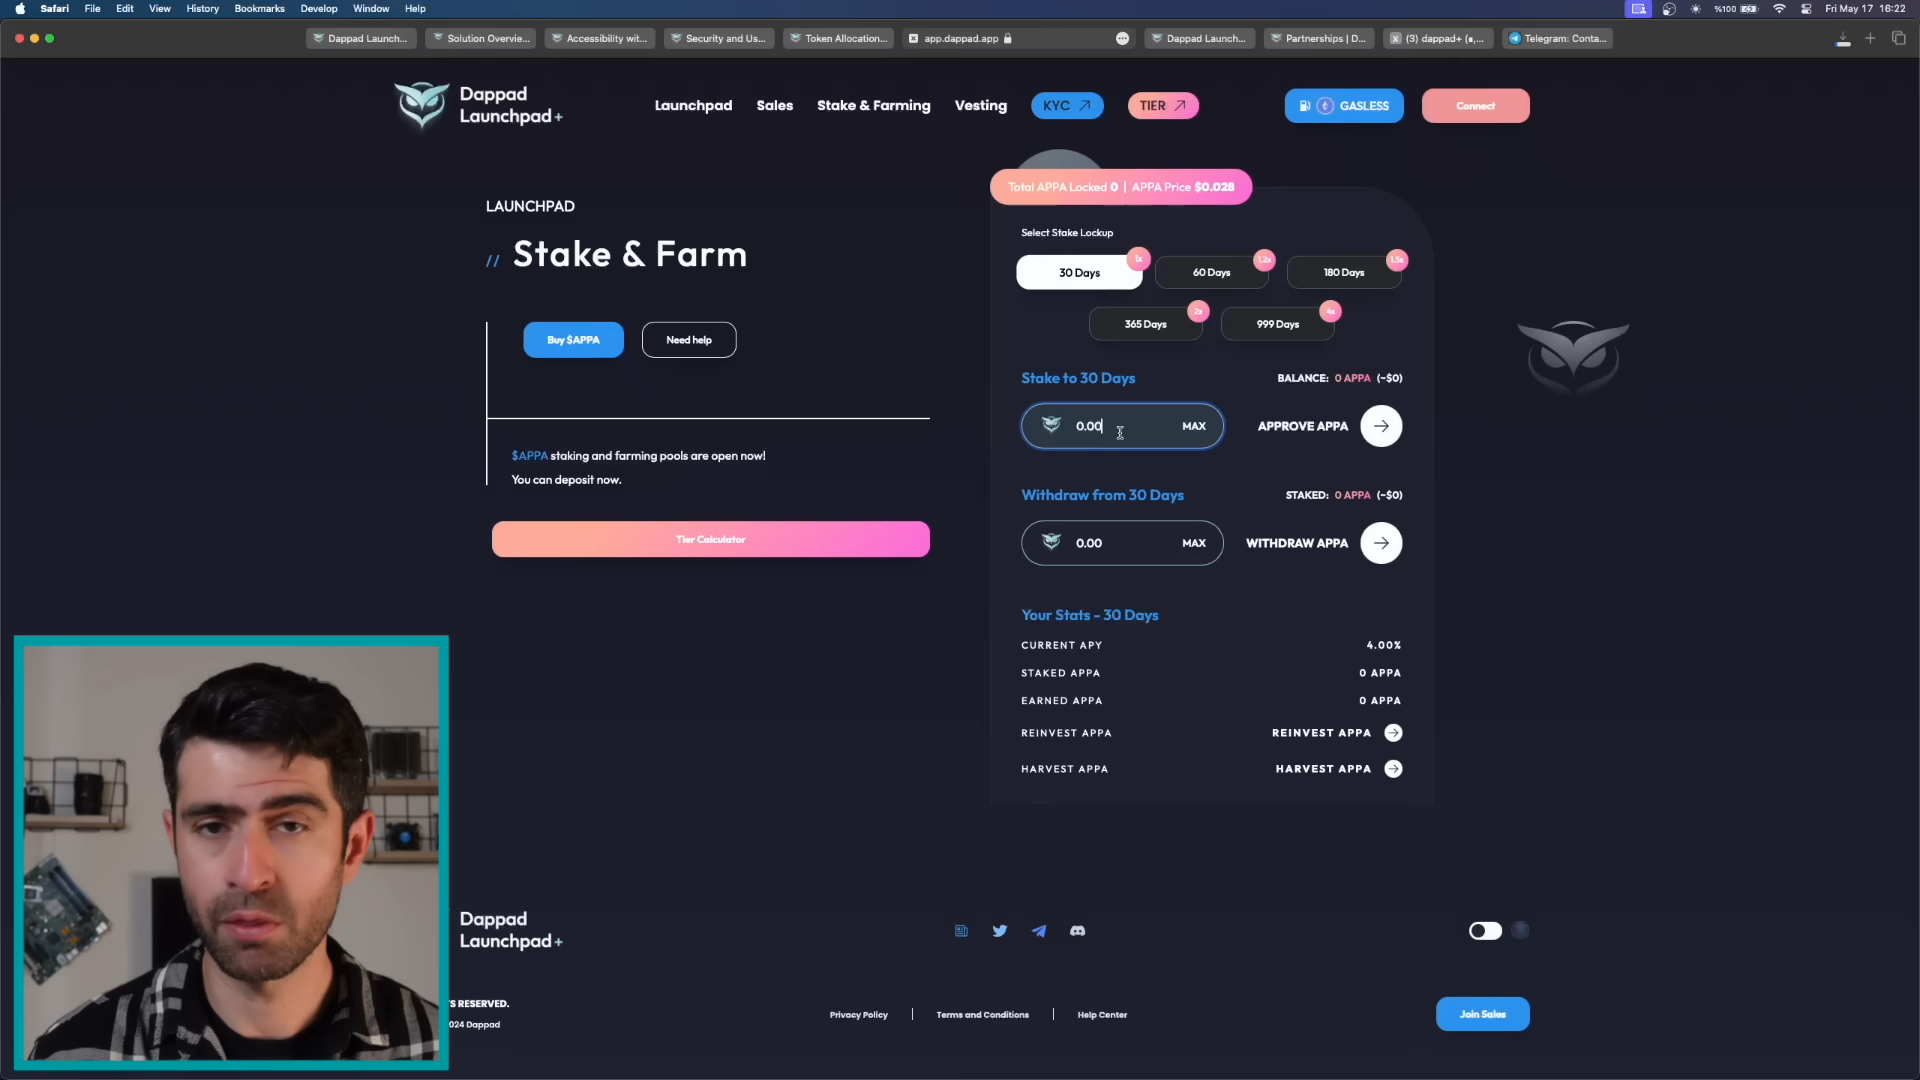 Safari File Edit View History Bookmarks Develop Window Help
%100 Fri May 17 16:22
Dappad Launch... Solution Overvie... Accessibility wit... Security and Us... Token Allocation... app.dappad.app Dappad Launch... Partnerships | D... (3) dappad+ (⁎,... Telegram: Conta...
Dappad
Launchpad+
Launchpad Sales Stake & Farming Vesting KYC TIER GASLESS Connect
Total APPA Locked 0 | APPA Price $0.028
LAUNCHPAD
// Stake & Farm
Buy $APPA Need help
$APPA staking and farming pools are open now!
You can deposit now.
Tier Calculator
Select Stake Lockup
30 Days 1x 60 Days 1.2x 180 Days 1.5x
365 Days 2x 999 Days 4x
Stake to 30 Days BALANCE: 0 APPA (~$0)
0.00 MAX APPROVE APPA
Withdraw from 30 Days STAKED: 0 APPA (~$0)
0.00 MAX WITHDRAW APPA
Your Stats - 30 Days
CURRENT APY 4.00%
STAKED APPA 0 APPA
EARNED APPA 0 APPA
REINVEST APPA REINVEST APPA
HARVEST APPA HARVEST APPA
Dappad
Launchpad+
S RESERVED.
024 Dappad
Privacy Policy | Terms and Conditions | Help Center
Join Sales